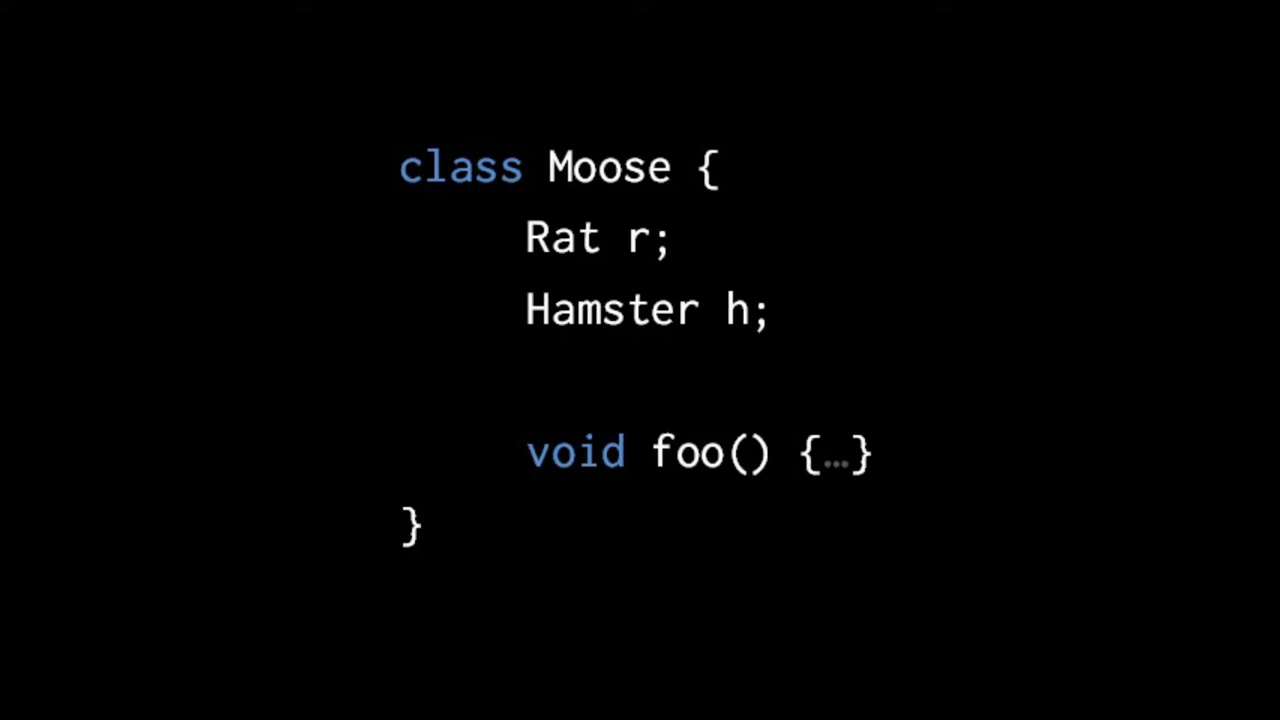 class Moose {
Rat r;
Hamster h;
void foo() {…}
}